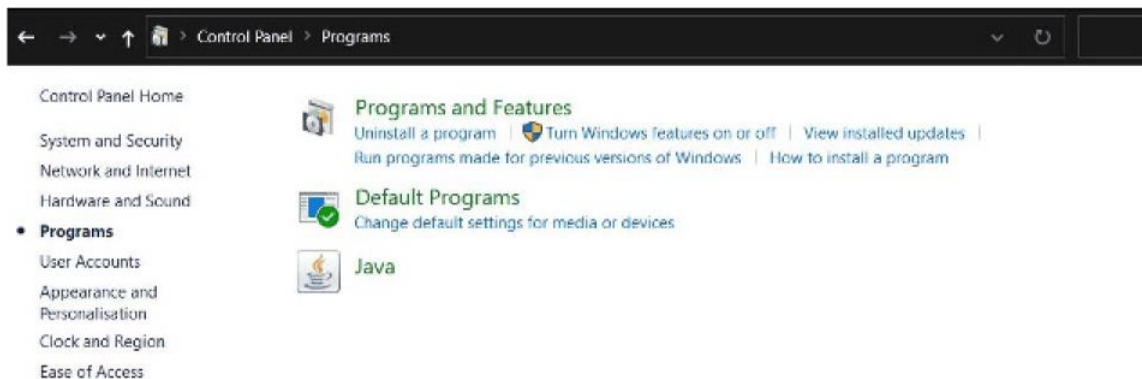 Control Panel > Programs
Control Panel Home
System and Security
Network and Internet
Hardware and Sound
Programs
User Accounts
Appearance and
Personalisation
Clock and Region
Ease of Access
Programs and Features
Uninstall a program | Turn Windows features on or off | View installed updates |
Run programs made for previous versions of Windows | How to install a program
Default Programs
Change default settings for media or devices
Java